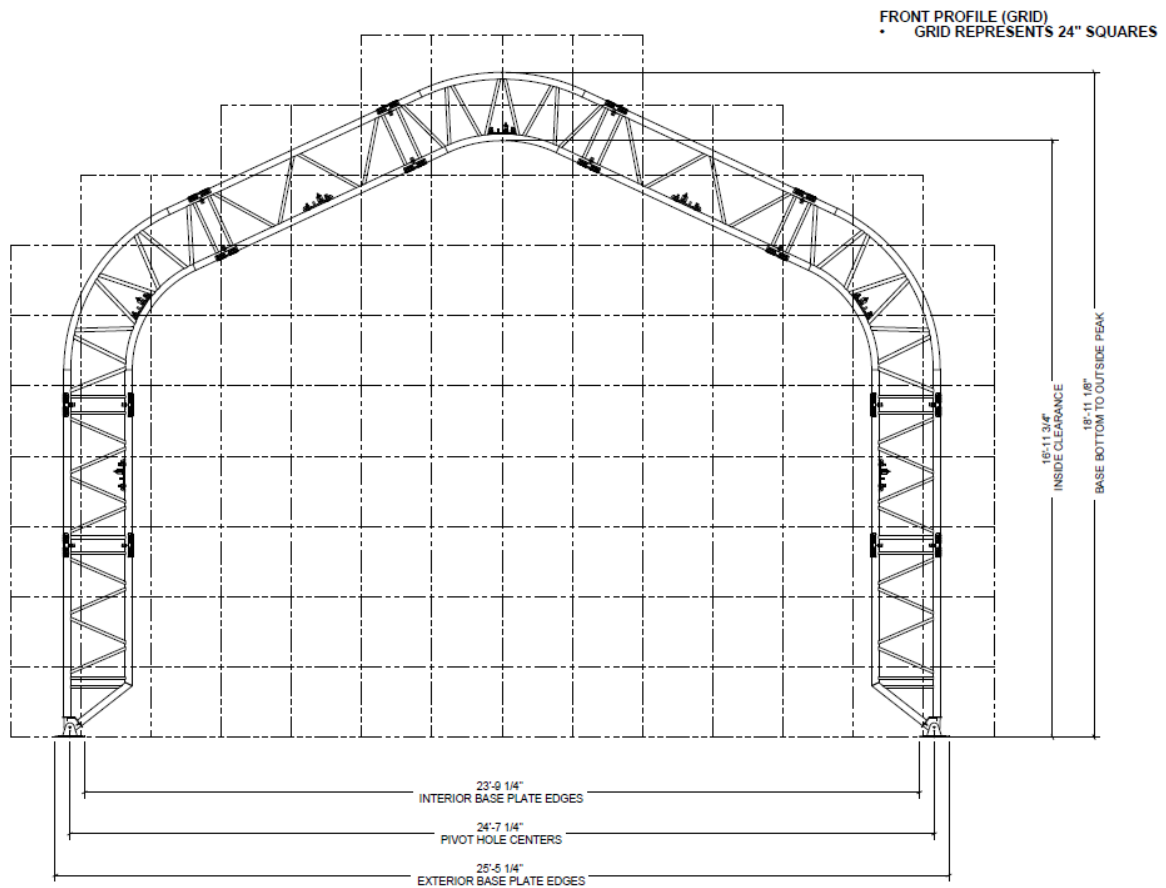 FRONT PROFILE (GRID)
• GRID REPRESENTS 24" SQUARES
16'-11 3/4"
INSIDE CLEARANCE
18'-11 1/8"
BASE BOTTOM TO OUTSIDE PEAK
23'-9 1/4"
INTERIOR BASE PLATE EDGES
24'-7 1/4"
PIVOT HOLE CENTERS
25'-5 1/4"
EXTERIOR BASE PLATE EDGES